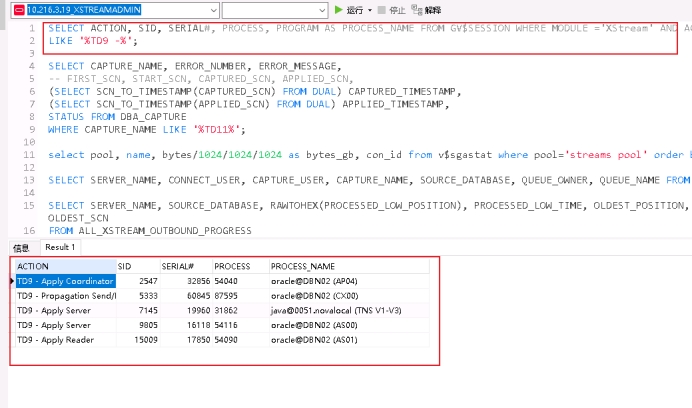 10.216.3.19_XSTREAMADMIN
运行
停止
解释
1 SELECT ACTION, SID, SERIAL#, PROCESS, PROGRAM AS PROCESS_NAME FROM GV$SESSION WHERE MODULE ='XStream' AND
2 LIKE '%TD9 -%';
4 SELECT CAPTURE_NAME, ERROR_NUMBER, ERROR_MESSAGE,
5 -- FIRST_SCN, START_SCN, CAPTURED_SCN, APPLIED_SCN,
6 (SELECT SCN_TO_TIMESTAMP(CAPTURED_SCN) FROM DUAL) CAPTURED_TIMESTAMP,
7 (SELECT SCN_TO_TIMESTAMP(APPLIED_SCN) FROM DUAL) APPLIED_TIMESTAMP,
8 STATUS FROM DBA_CAPTURE
9 WHERE CAPTURE_NAME LIKE '%TD11%';
10
11 select pool, name, bytes/1024/1024/1024 as bytes_gb, con_id from v$sgastat where pool='streams pool' order
12
13 SELECT SERVER_NAME, CONNECT_USER, CAPTURE_USER, CAPTURE_NAME, SOURCE_DATABASE, QUEUE_OWNER, QUEUE_NAME FROM
14
15 SELECT SERVER_NAME, SOURCE_DATABASE, RAWTOHEX(PROCESSED_LOW_POSITION), PROCESSED_LOW_TIME, OLDEST_POSITION,
OLDEST_SCN
16 FROM ALL_XSTREAM_OUTBOUND_PROGRESS
信息 Result 1
ACTION SID SERIAL# PROCESS PROCESS_NAME
TD9 - Apply Coordinator 2547 32856 54040 oracle@DBN02 (AP04)
TD9 - Propagation Send/ 5333 60845 87595 oracle@DBN02 (CX00)
TD9 - Apply Server 7145 19960 31862 java@0051.novalocal (TNS V1-V3)
TD9 - Apply Server 9805 16118 54116 oracle@DBN02 (AS00)
TD9 - Apply Reader 15009 17850 54090 oracle@DBN02 (AS01)